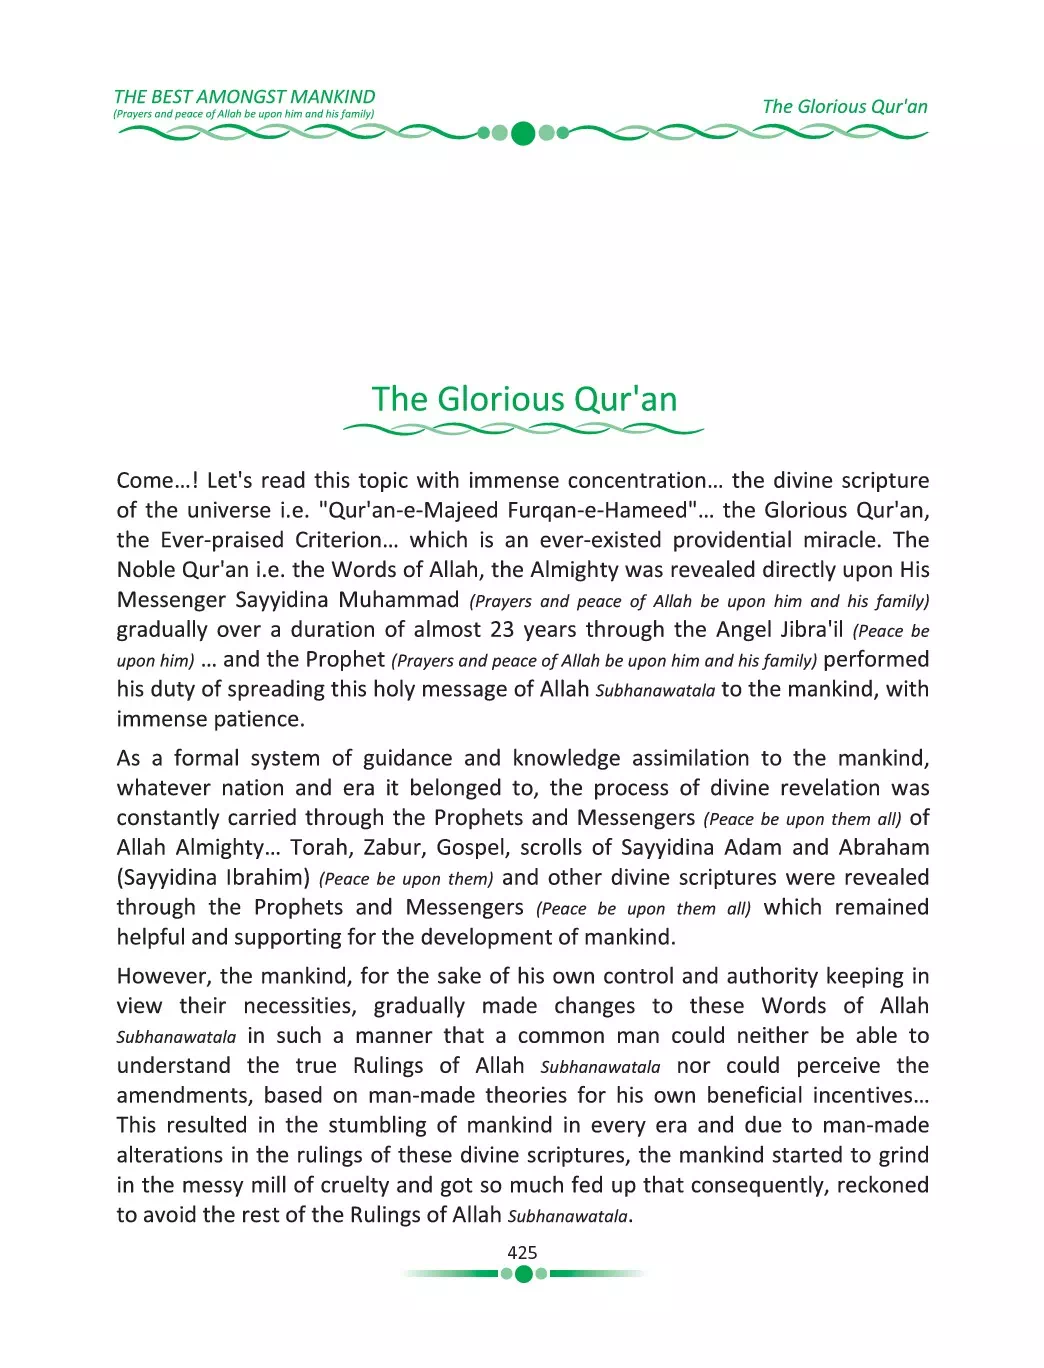 THE BEST AMONGST MANKIND
(Prayers and peace of Allah be upon him and his family)
The Glorious Qur'an
The Glorious Qur'an
Come…! Let's read this topic with immense concentration… the divine scripture
of the universe i.e. "Qur'an-e-Majeed Furqan-e-Hameed"… the Glorious Qur'an,
the Ever-praised Criterion… which is an ever-existed providential miracle. The
Noble Qur'an i.e. the Words of Allah, the Almighty was revealed directly upon His
Messenger Sayyidina Muhammad (Prayers and peace of Allah be upon him and his family)
gradually over a duration of almost 23 years through the Angel Jibra'il (Peace be
upon him) … and the Prophet (Prayers and peace of Allah be upon him and his family) performed
his duty of spreading this holy message of Allah Subhanawatala to the mankind, with
immense patience.
As a formal system of guidance and knowledge assimilation to the mankind,
whatever nation and era it belonged to, the process of divine revelation was
constantly carried through the Prophets and Messengers (Peace be upon them all) of
Allah Almighty… Torah, Zabur, Gospel, scrolls of Sayyidina Adam and Abraham
(Sayyidina Ibrahim) (Peace be upon them) and other divine scriptures were revealed
through the Prophets and Messengers (Peace be upon them all) which remained
helpful and supporting for the development of mankind.
However, the mankind, for the sake of his own control and authority keeping in
view their necessities, gradually made changes to these Words of Allah
Subhanawatala in such a manner that a common man could neither be able to
understand the true Rulings of Allah Subhanawatala nor could perceive the
amendments, based on man-made theories for his own beneficial incentives…
This resulted in the stumbling of mankind in every era and due to man-made
alterations in the rulings of these divine scriptures, the mankind started to grind
in the messy mill of cruelty and got so much fed up that consequently, reckoned
to avoid the rest of the Rulings of Allah Subhanawatala.
425